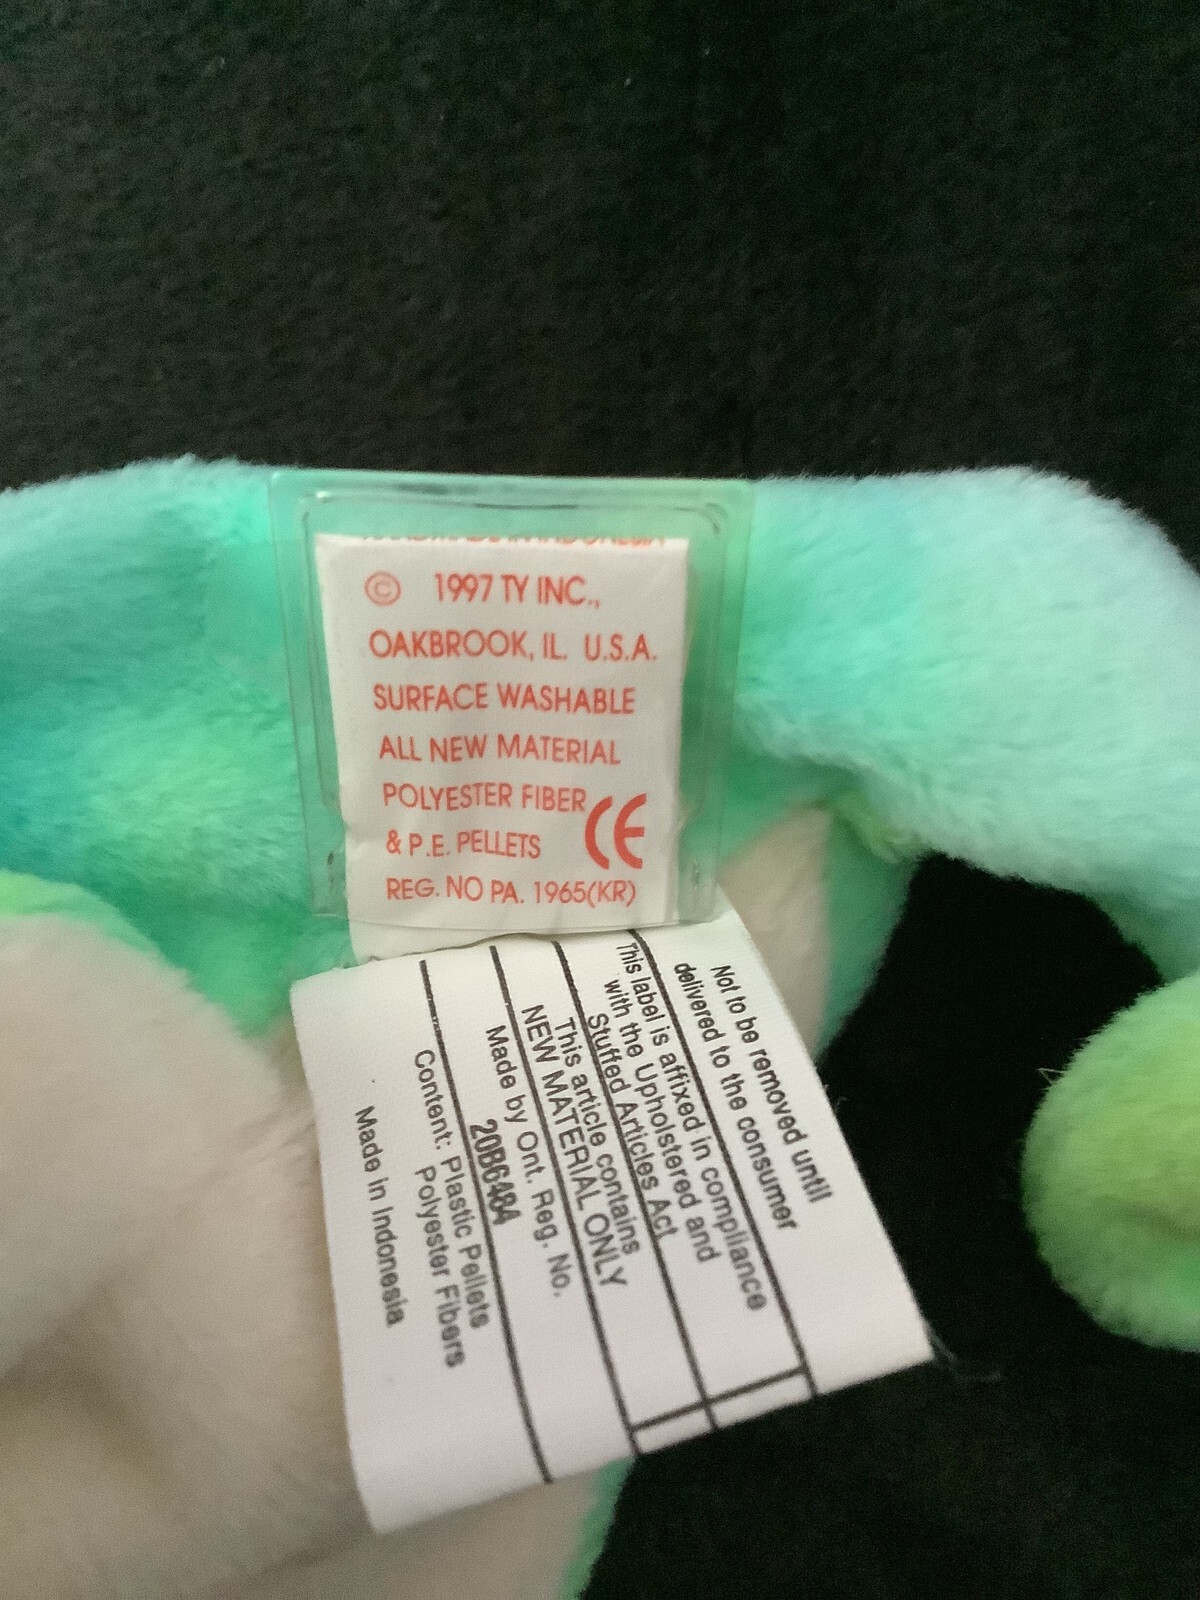 © 1997 TY INC.,
OAKBROOK, IL. U.S.A.
SURFACE WASHABLE
ALL NEW MATERIAL
POLYESTER FIBER
& P.E. PELLETS CE
REG. NO PA. 1965(KR)
Not to be removed until
delivered to the consumer
This label is affixed in compliance
with the Upholstered and
Stuffed Articles Act
This article contains
NEW MATERIAL ONLY
Made by Ont. Reg. No.
20B6484
Content: Plastic Pellets
Polyester Fibers
Made in Indonesia